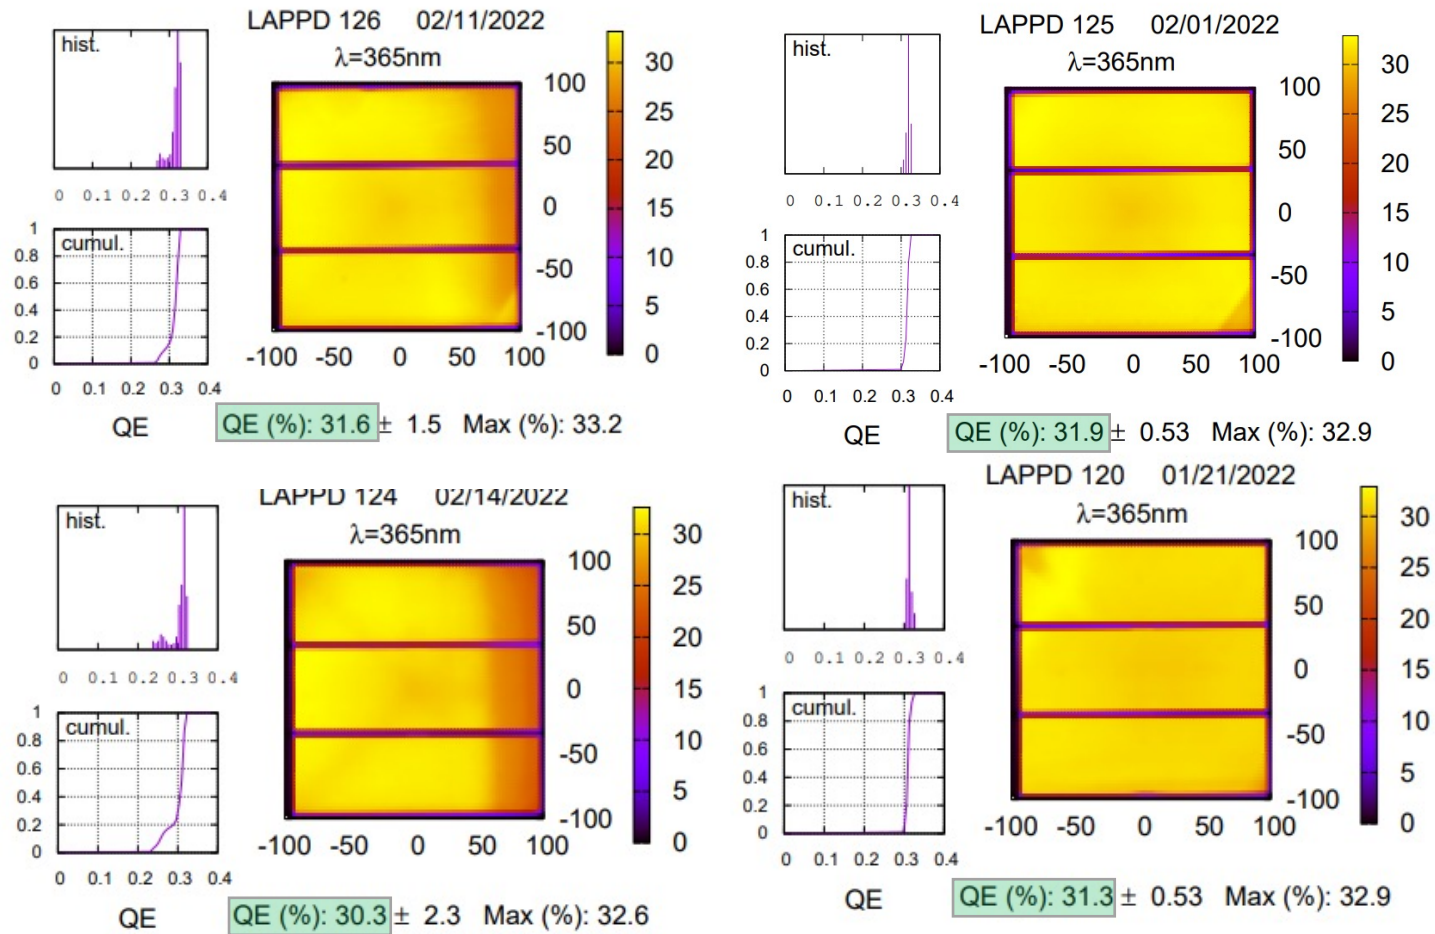 LAPPD 126 02/11/2022
λ=365nm
hist.
0 0.1 0.2 0.3 0.4
cumul.
1
0.8
0.6
0.4
0.2
0
0 0.1 0.2 0.3 0.4
QE
100
50
0
-50
-100
-100 -50 0 50 100
30
25
20
15
10
5
0
QE (%): 31.6 ± 1.5 Max (%): 33.2
LAPPD 125 02/01/2022
λ=365nm
hist.
0 0.1 0.2 0.3 0.4
cumul.
1
0.8
0.6
0.4
0.2
0
0 0.1 0.2 0.3 0.4
QE
100
50
0
-50
-100
-100 -50 0 50 100
30
25
20
15
10
5
0
QE (%): 31.9 ± 0.53 Max (%): 32.9
LAPPD 124 02/14/2022
λ=365nm
hist.
0 0.1 0.2 0.3 0.4
cumul.
1
0.8
0.6
0.4
0.2
0
0 0.1 0.2 0.3 0.4
QE
100
50
0
-50
-100
-100 -50 0 50 100
30
25
20
15
10
5
0
QE (%): 30.3 ± 2.3 Max (%): 32.6
LAPPD 120 01/21/2022
λ=365nm
hist.
0 0.1 0.2 0.3 0.4
cumul.
1
0.8
0.6
0.4
0.2
0
0 0.1 0.2 0.3 0.4
QE
100
50
0
-50
-100
-100 -50 0 50 100
30
25
20
15
10
5
0
QE (%): 31.3 ± 0.53 Max (%): 32.9